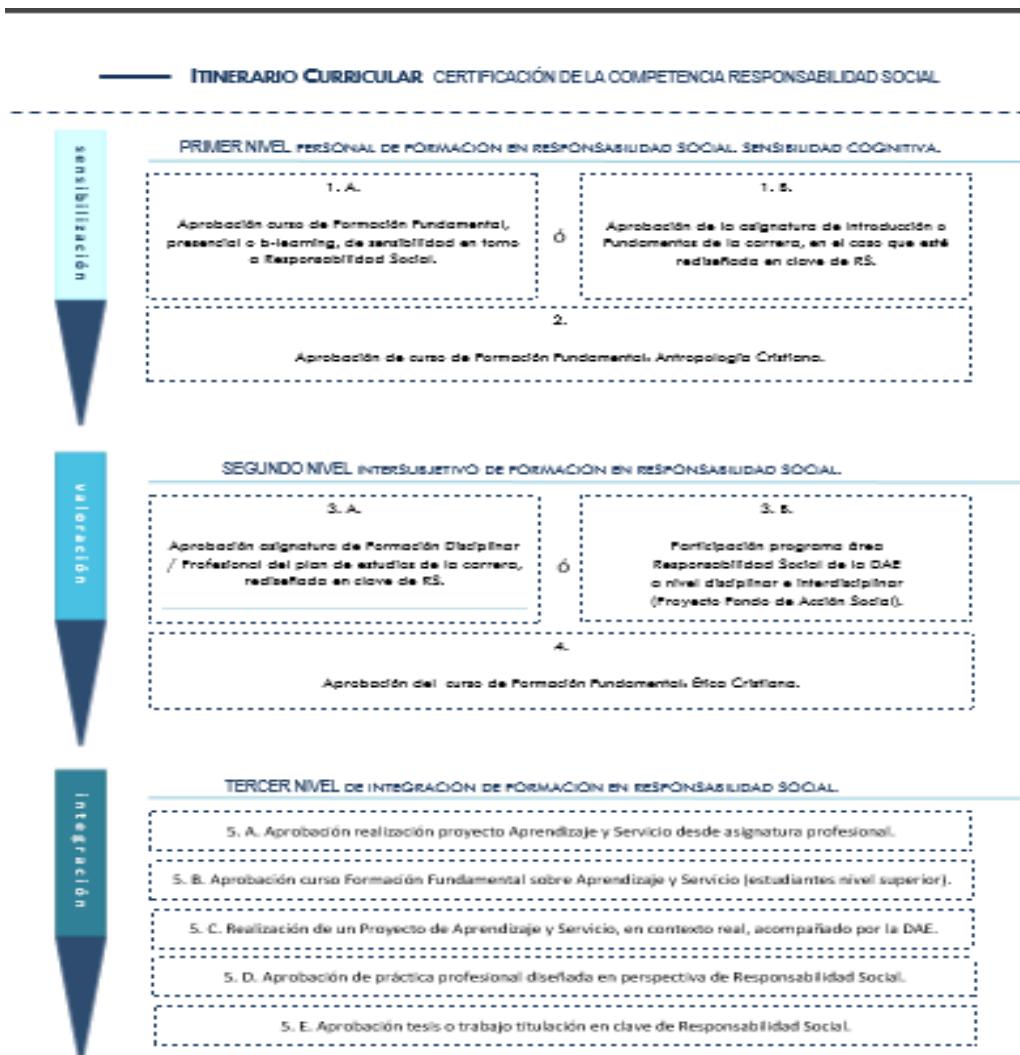 ITINERARIO CURRICULAR CERTIFICACIÓN DE LA COMPETENCIA RESPONSABILIDAD SOCIAL
sensibilización
PRIMER NIVEL PERSONAL DE FORMACIÓN EN RESPONSABILIDAD SOCIAL. SENSIBILIDAD COGNITIVA.
1. A.
Aprobación curso de Formación Fundamental,
presencial o b-learning, de sensibilidad en torno
a Responsabilidad Social.
ó
1. B.
Aprobación de la asignatura de Introducción o
Fundamentos de la carrera, en el caso que esté
rediseñada en clave de RS.
2.
Aprobación de curso de Formación Fundamental: Antropología Cristiana.
valoración
SEGUNDO NIVEL INTERSUBJETIVO DE FORMACIÓN EN RESPONSABILIDAD SOCIAL.
3. A.
Aprobación asignatura de Formación Disciplinar
/ Profesional del plan de estudios de la carrera,
rediseñada en clave de RS.
ó
3. B.
Participación programa área
Responsabilidad Social de la DAE
a nivel disciplinar e interdisciplinar
(Proyecto Fondo de Acción Social).
4.
Aprobación del curso de Formación Fundamental: Ética Cristiana.
integración
TERCER NIVEL DE INTEGRACIÓN DE FORMACIÓN EN RESPONSABILIDAD SOCIAL.
5. A. Aprobación realización proyecto Aprendizaje y Servicio desde asignatura profesional.
5. B. Aprobación curso Formación Fundamental sobre Aprendizaje y Servicio (estudiantes nivel superior).
5. C. Realización de un Proyecto de Aprendizaje y Servicio, en contexto real, acompañado por la DAE.
5. D. Aprobación de práctica profesional diseñada en perspectiva de Responsabilidad Social.
5. E. Aprobación tesis o trabajo titulación en clave de Responsabilidad Social.